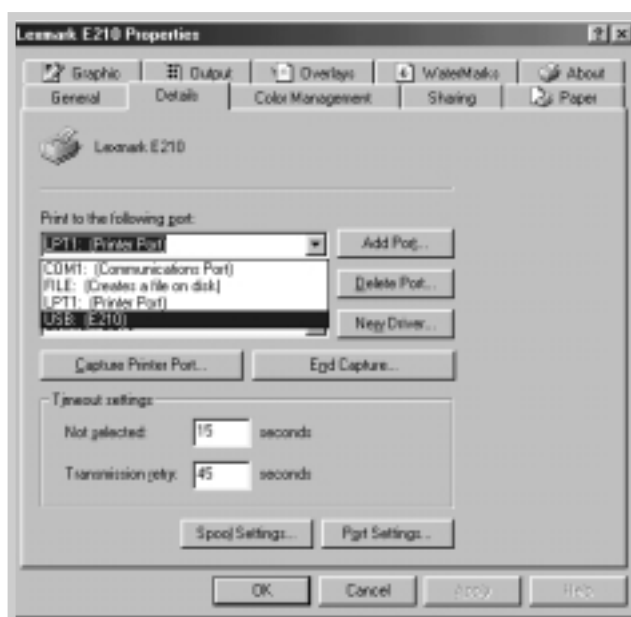 Lexmark E210 Properties
Graphic Output Overlays WaterMarks About
General Details Color Management Sharing Paper
Lexmark E210
Print to the following port:
LPT1: (Printer Port) Add Port...
COM1: (Communications Port)
FILE: (Creates a file on disk) Delete Port...
LPT1: (Printer Port)
USB: (E210) New Driver...
Capture Printer Port... End Capture...
Timeout settings
Not selected: 15 seconds
Transmission retry: 45 seconds
Spool Settings... Port Settings...
OK Cancel Apply Help